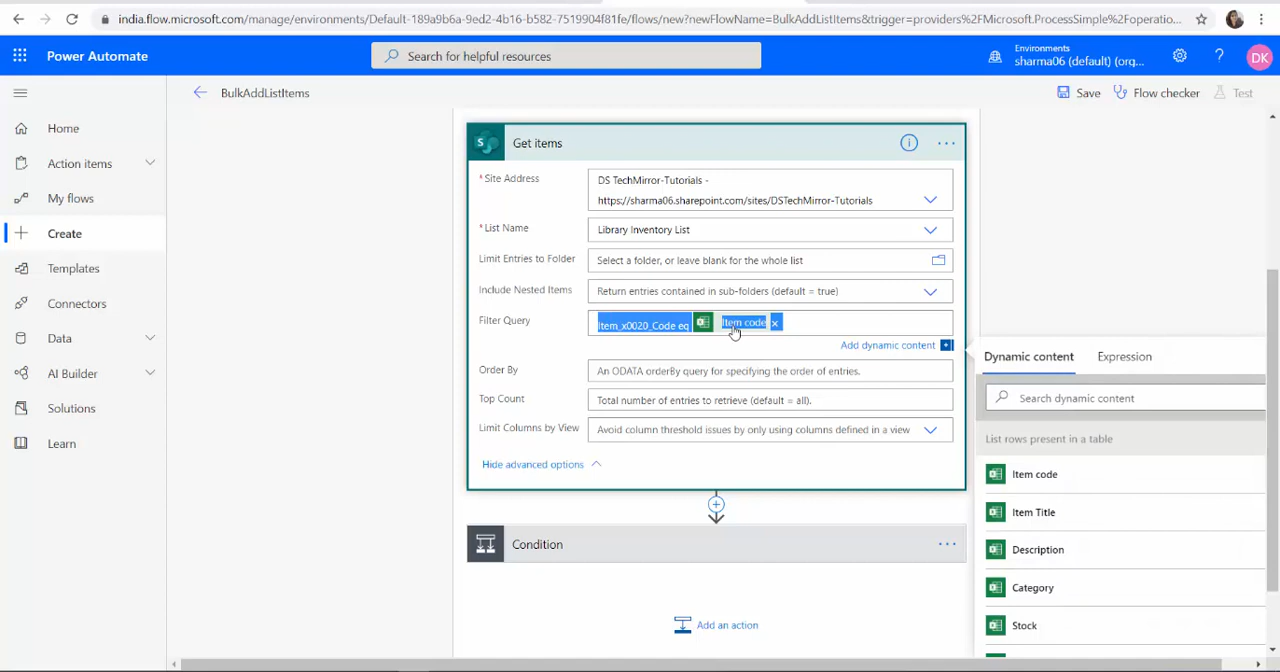 india.flow.microsoft.com/manage/environments/Default-189a9b6a-9ed2-4b16-b582-7519904f81fe/flows/new?newFlowName=BulkAddListItems&trigger=providers%2FMicrosoft.ProcessSimple%2Foperatio...
Power Automate
Search for helpful resources
Environments
sharma06 (default) (org...
?
DK
BulkAddListItems
Save
Flow checker
Test
Home
Action items
My flows
Create
Templates
Connectors
Data
AI Builder
Solutions
Learn
S
Get items
* Site Address
DS TechMirror-Tutorials -
https://sharma06.sharepoint.com/sites/DSTechMirror-Tutorials
* List Name
Library Inventory List
Limit Entries to Folder
Select a folder, or leave blank for the whole list
Include Nested Items
Return entries contained in sub-folders (default = true)
Filter Query
Item_x0020_Code eq Item code ×
Add dynamic content
Order By
An ODATA orderBy query for specifying the order of entries.
Top Count
Total number of entries to retrieve (default = all).
Limit Columns by View
Avoid column threshold issues by only using columns defined in a view
Hide advanced options
Condition
Add an action
Dynamic content
Expression
Search dynamic content
List rows present in a table
Item code
Item Title
Description
Category
Stock